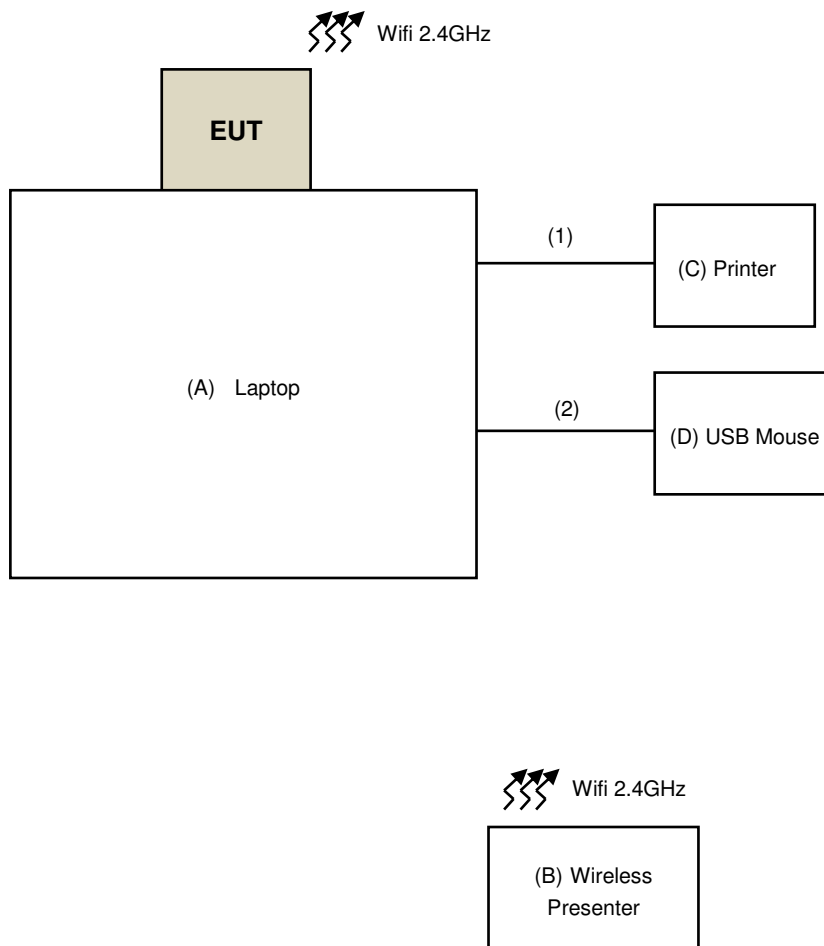 Wifi 2.4GHz
EUT
(1)
(C) Printer
(A) Laptop
(2)
(D) USB Mouse
Wifi 2.4GHz
(B) Wireless
Presenter